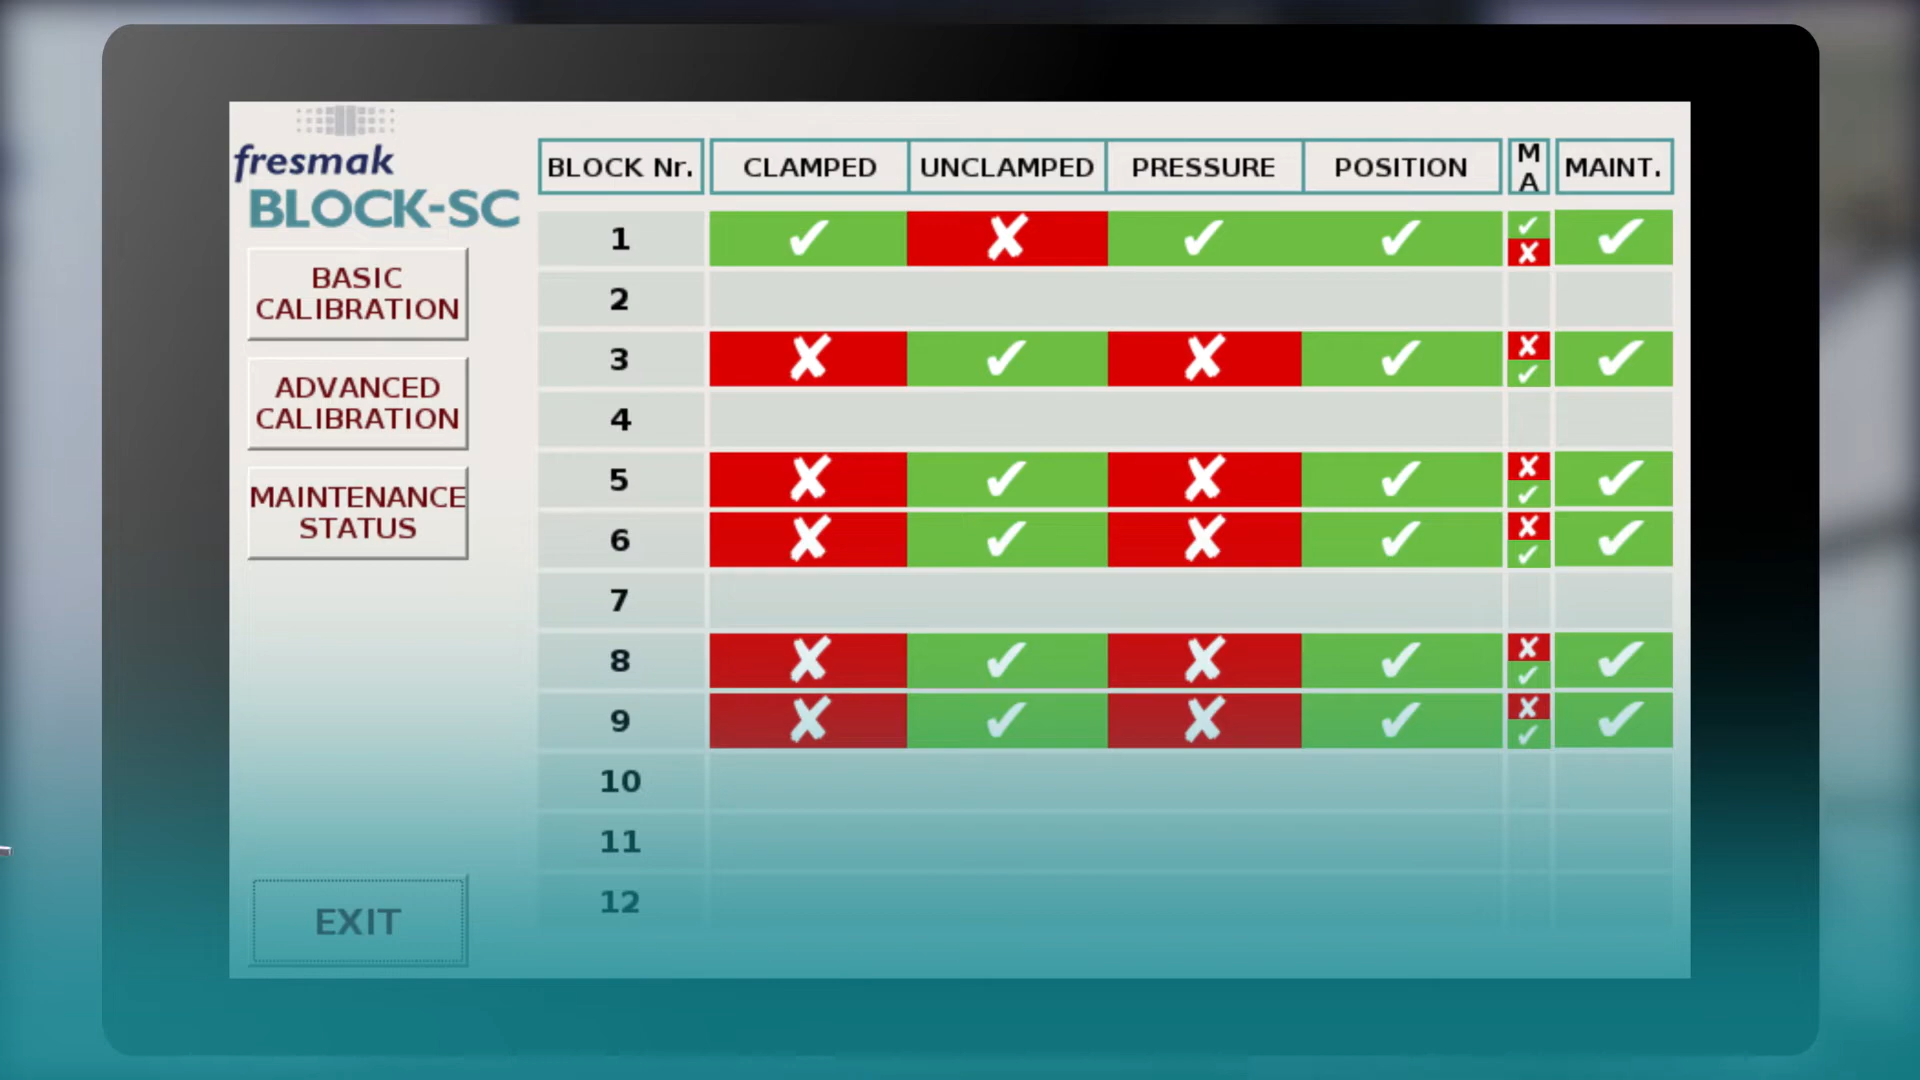 fresmak
BLOCK-SC
BASIC
CALIBRATION
ADVANCED
CALIBRATION
MAINTENANCE
STATUS
EXIT
BLOCK Nr. CLAMPED UNCLAMPED PRESSURE POSITION M A MAINT.
1 ✔ ✘ ✔ ✔ ✔ ✘ ✔
2
3 ✘ ✔ ✘ ✔ ✘ ✔ ✔
4
5 ✘ ✔ ✘ ✔ ✘ ✔ ✔
6 ✘ ✔ ✘ ✔ ✘ ✔ ✔
7
8 ✘ ✔ ✘ ✔ ✘ ✔ ✔
9 ✘ ✔ ✘ ✔ ✘ ✔ ✔
10
11
12